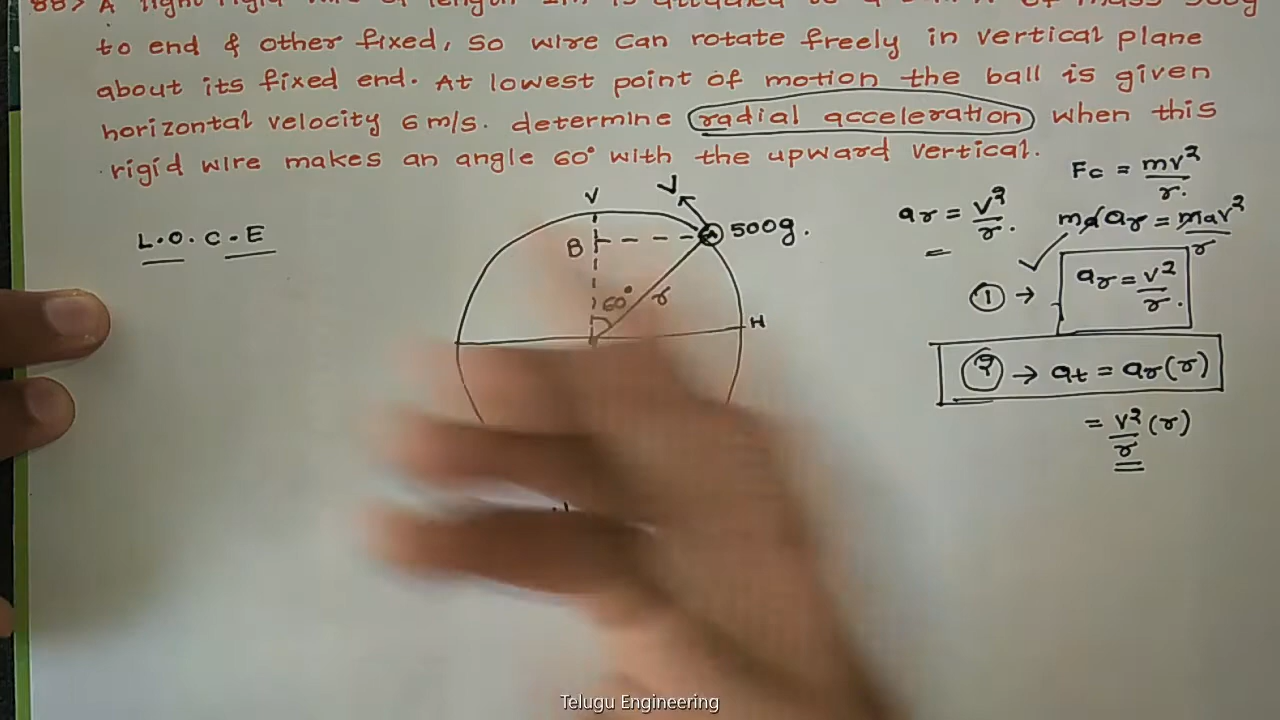 to end & other fixed, so wire can rotate freely in vertical plane
about its fixed end. At lowest point of motion the ball is given
horizontal velocity 6 m/s. determine radial acceleration when this
rigid wire makes an angle 60° with the upward vertical.
L.O.C.E
V
V
B
500g.
60°
r
H
Fc = mv²/r.
ar = v²/r.
ar = mv²/r
① → ar = v²/r.
② → at = ar(r)
= v²/r (r)
Telugu Engineering